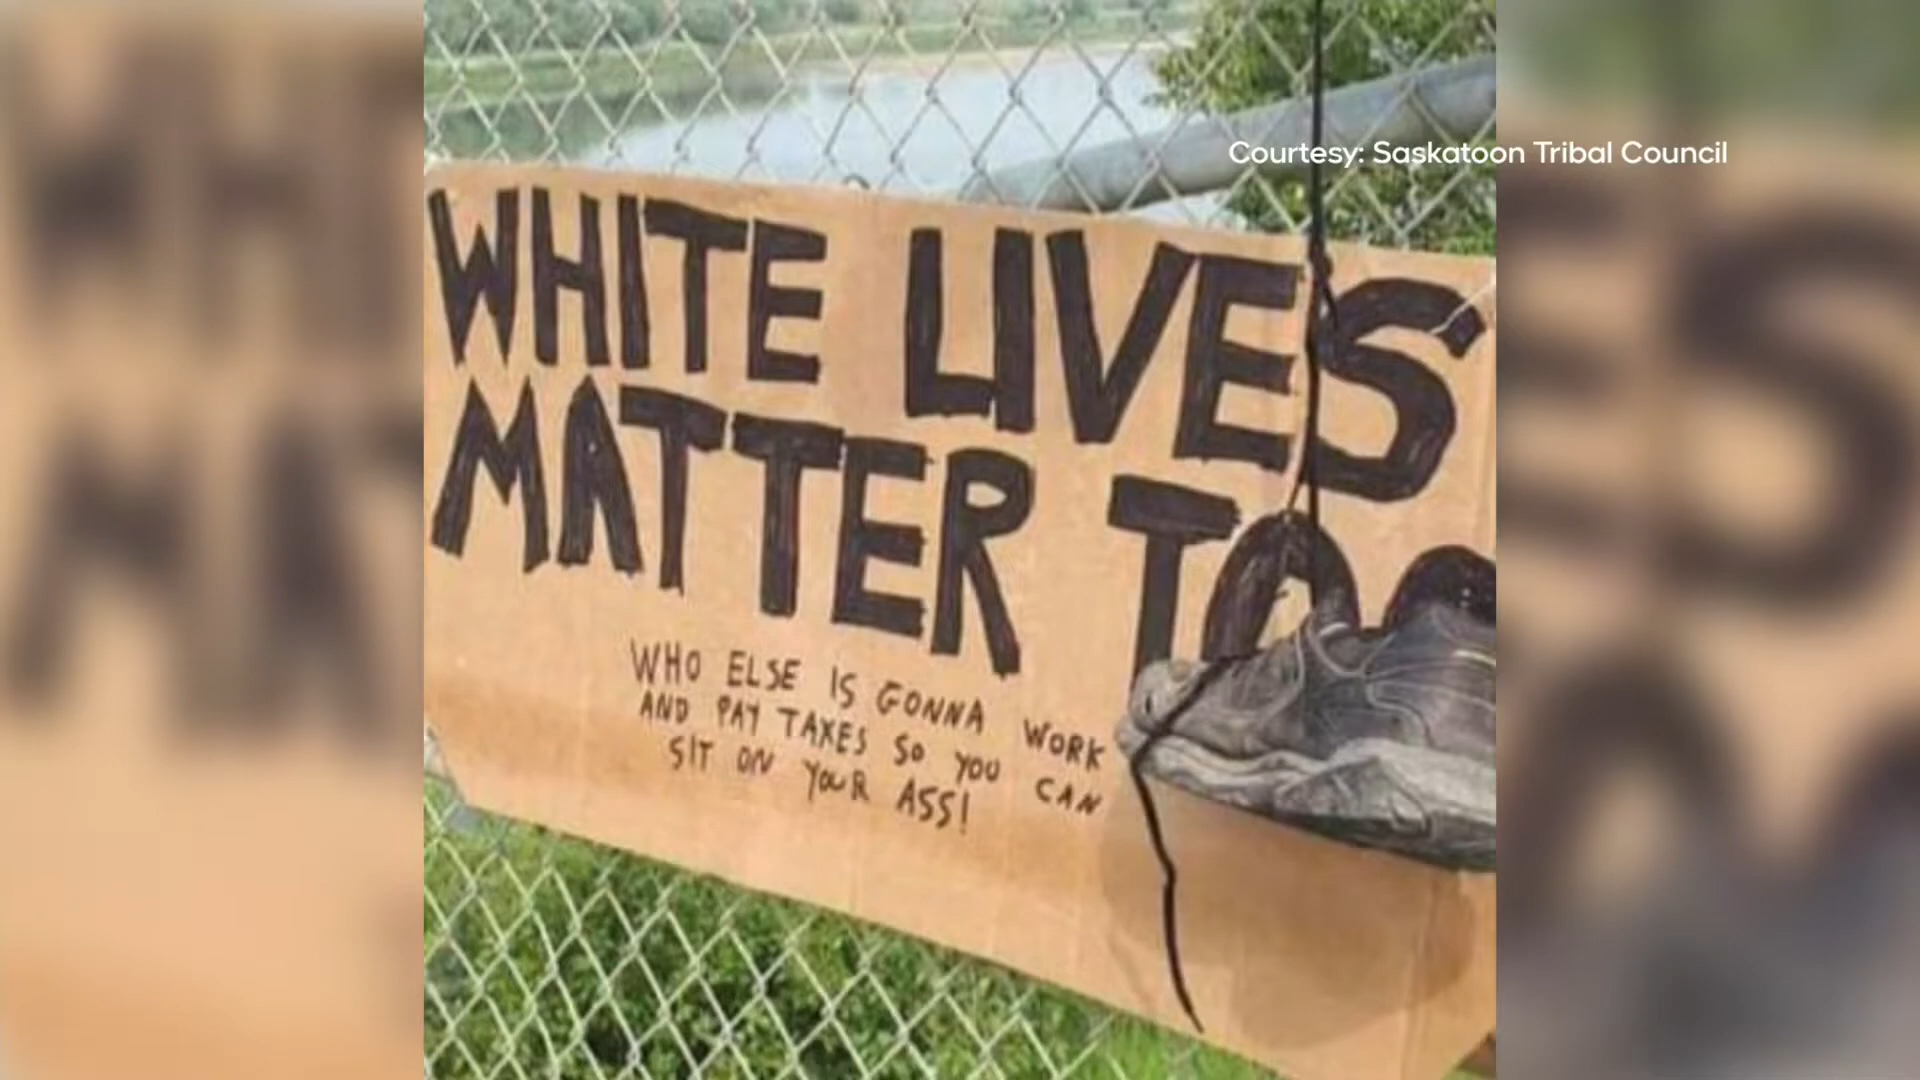 Courtesy: Saskatoon Tribal Council
WHITE LIVES
MATTER TOO
WHO ELSE IS GONNA WORK
AND PAY TAXES SO YOU CAN
SIT ON YOUR ASS!